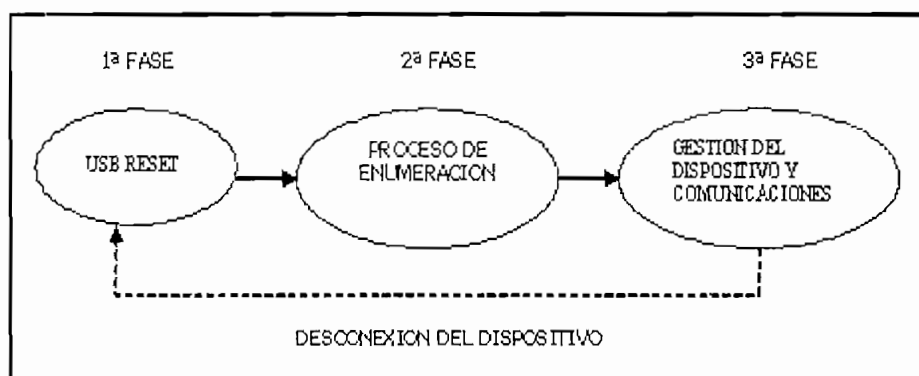 1ª FASE
2ª FASE
3ª FASE
USB RESET
PROCESO DE
ENUMERACION
GESTION DEL
DISPOSITIVO Y
COMUNICACIONES
DESCONEXION DEL DISPOSITIVO